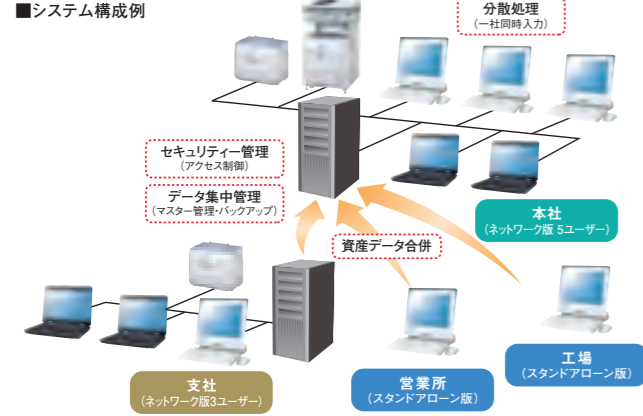 ■システム構成例
分散処理
(一社同時入力)
セキュリティー管理
(アクセス制御)
データ集中管理
(マスター管理・バックアップ)
本社
(ネットワーク版 5ユーザー)
資産データ合併
支社
(ネットワーク版3ユーザー)
営業所
(スタンドアローン版)
工場
(スタンドアローン版)